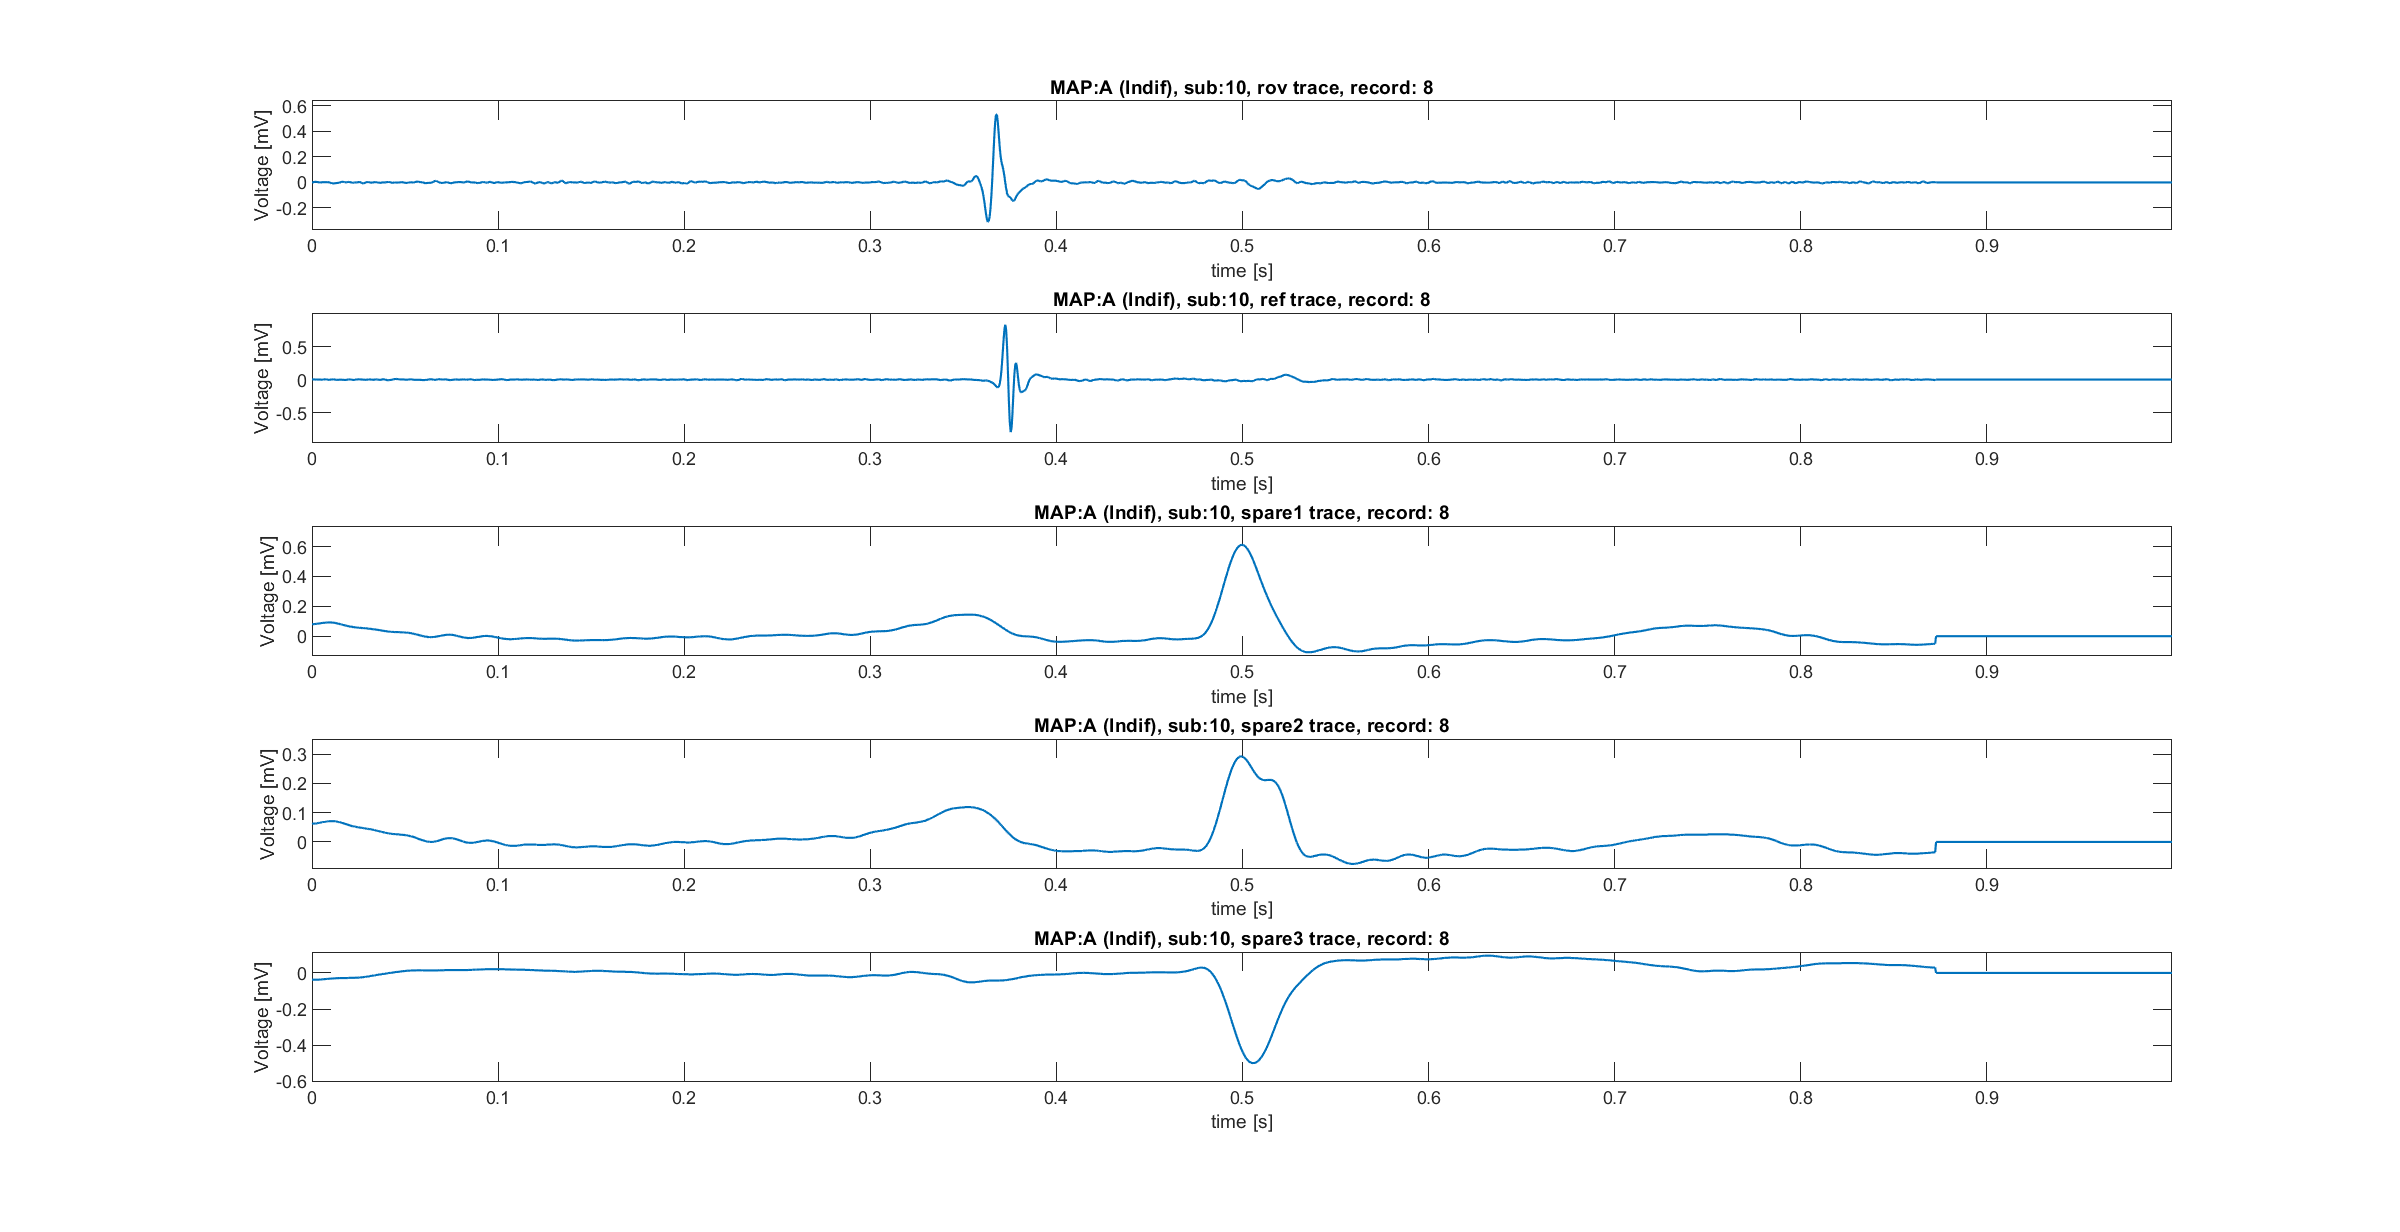 MAP:A (Indif), sub:10, rov trace, record: 8
Voltage [mV]
0.6
0.4
0.2
0
-0.2
0 0.1 0.2 0.3 0.4 0.5 0.6 0.7 0.8 0.9
time [s]
MAP:A (Indif), sub:10, ref trace, record: 8
Voltage [mV]
0.5
0
-0.5
0 0.1 0.2 0.3 0.4 0.5 0.6 0.7 0.8 0.9
time [s]
MAP:A (Indif), sub:10, spare1 trace, record: 8
Voltage [mV]
0.6
0.4
0.2
0
0 0.1 0.2 0.3 0.4 0.5 0.6 0.7 0.8 0.9
time [s]
MAP:A (Indif), sub:10, spare2 trace, record: 8
Voltage [mV]
0.3
0.2
0.1
0
0 0.1 0.2 0.3 0.4 0.5 0.6 0.7 0.8 0.9
time [s]
MAP:A (Indif), sub:10, spare3 trace, record: 8
Voltage [mV]
0
-0.2
-0.4
-0.6
0 0.1 0.2 0.3 0.4 0.5 0.6 0.7 0.8 0.9
time [s]